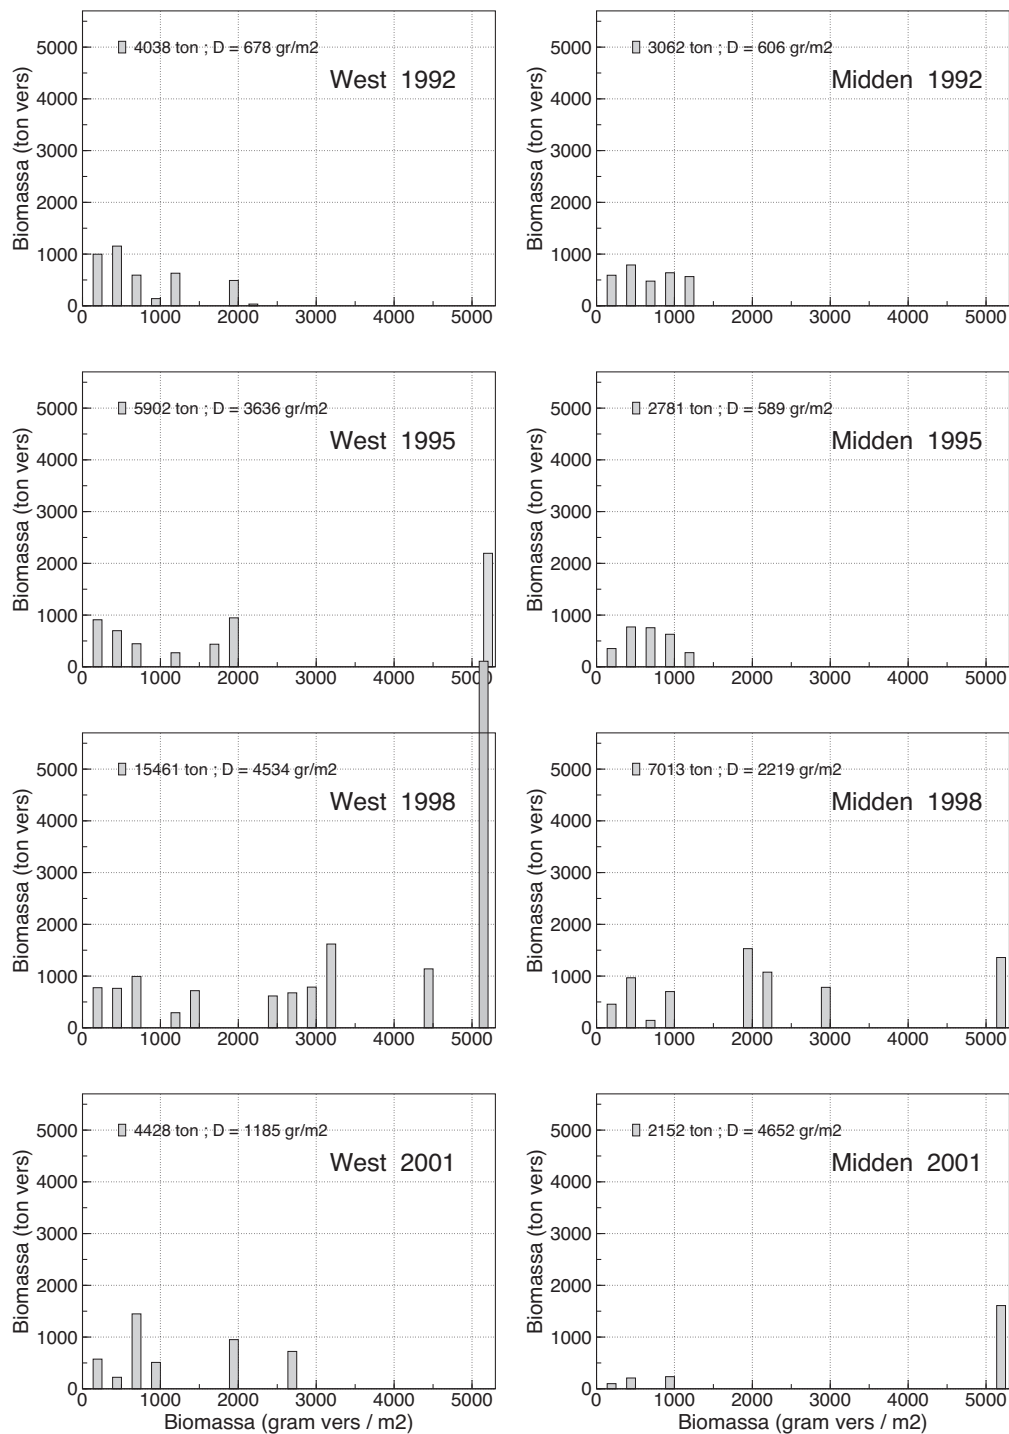 5000
4000
3000
2000
1000
0
Biomassa (ton vers)
4038 ton ; D = 678 gr/m2
West 1992
0 1000 2000 3000 4000 5000
5000
4000
3000
2000
1000
0
Biomassa (ton vers)
3062 ton ; D = 606 gr/m2
Midden 1992
0 1000 2000 3000 4000 5000
5000
4000
3000
2000
1000
0
Biomassa (ton vers)
5902 ton ; D = 3636 gr/m2
West 1995
0 1000 2000 3000 4000 5000
5000
4000
3000
2000
1000
0
Biomassa (ton vers)
2781 ton ; D = 589 gr/m2
Midden 1995
0 1000 2000 3000 4000 5000
5000
4000
3000
2000
1000
0
Biomassa (ton vers)
15461 ton ; D = 4534 gr/m2
West 1998
0 1000 2000 3000 4000 5000
5000
4000
3000
2000
1000
0
Biomassa (ton vers)
7013 ton ; D = 2219 gr/m2
Midden 1998
0 1000 2000 3000 4000 5000
5000
4000
3000
2000
1000
0
Biomassa (ton vers)
4428 ton ; D = 1185 gr/m2
West 2001
0 1000 2000 3000 4000 5000
Biomassa (gram vers / m2)
5000
4000
3000
2000
1000
0
Biomassa (ton vers)
2152 ton ; D = 4652 gr/m2
Midden 2001
0 1000 2000 3000 4000 5000
Biomassa (gram vers / m2)